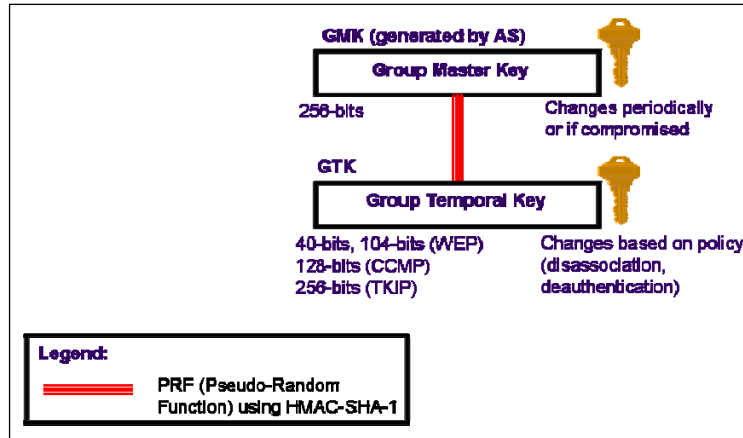 GMK (generated by AS)
Group Master Key
256-bits
Changes periodically
or if compromised
GTK
Group Temporal Key
40-bits, 104-bits (WEP)
128-bits (CCMP)
256-bits (TKIP)
Changes based on policy
(disassociation,
deauthentication)
Legend:
PRF (Pseudo-Random
Function) using HMAC-SHA-1